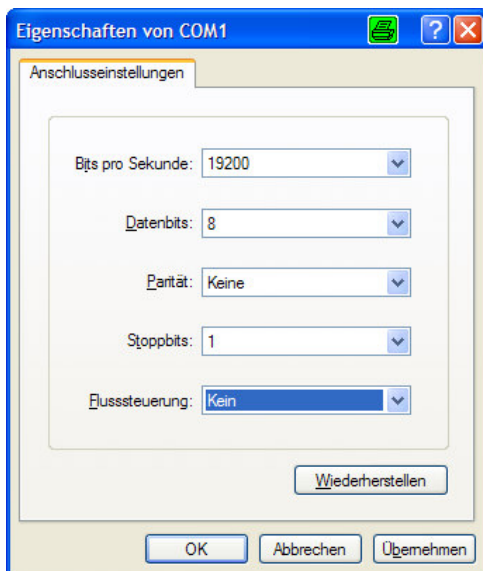 Eigenschaften von COM1
Anschlusseinstellungen
Bits pro Sekunde: 19200
Datenbits: 8
Parität: Keine
Stoppbits: 1
Flusssteuerung: Kein
Wiederherstellen
OK Abbrechen Übernehmen